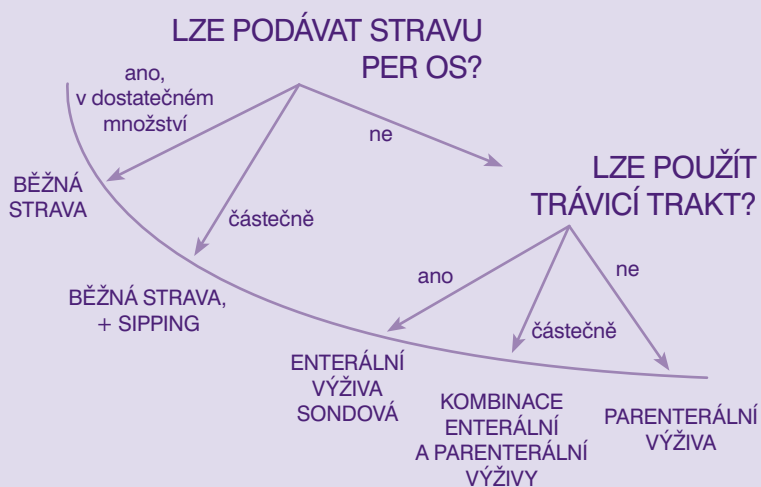 LZE PODÁVAT STRAVU
PER OS?
ano,
v dostatečném
množství
ne
BĚŽNÁ
STRAVA
částečně
BĚŽNÁ STRAVA,
+ SIPPING
LZE POUŽÍT
TRÁVICÍ TRAKT?
ano
částečně
ne
ENTERÁLNÍ
VÝŽIVA
SONDOVÁ
KOMBINACE
ENTERÁLNÍ
A PARENTERÁLNÍ
VÝŽIVY
PARENTERÁLNÍ
VÝŽIVA